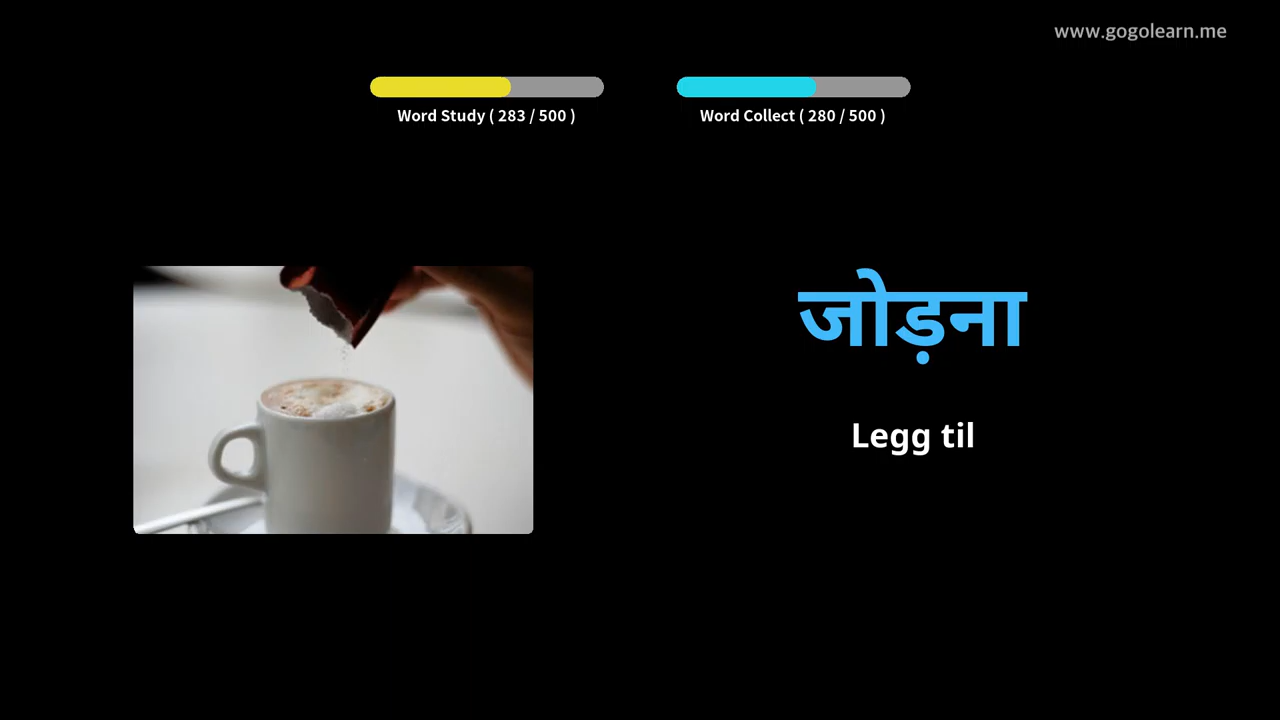 www.gogolearn.me
Word Study ( 283 / 500 )
Word Collect ( 280 / 500 )
जोड़ना
Legg til